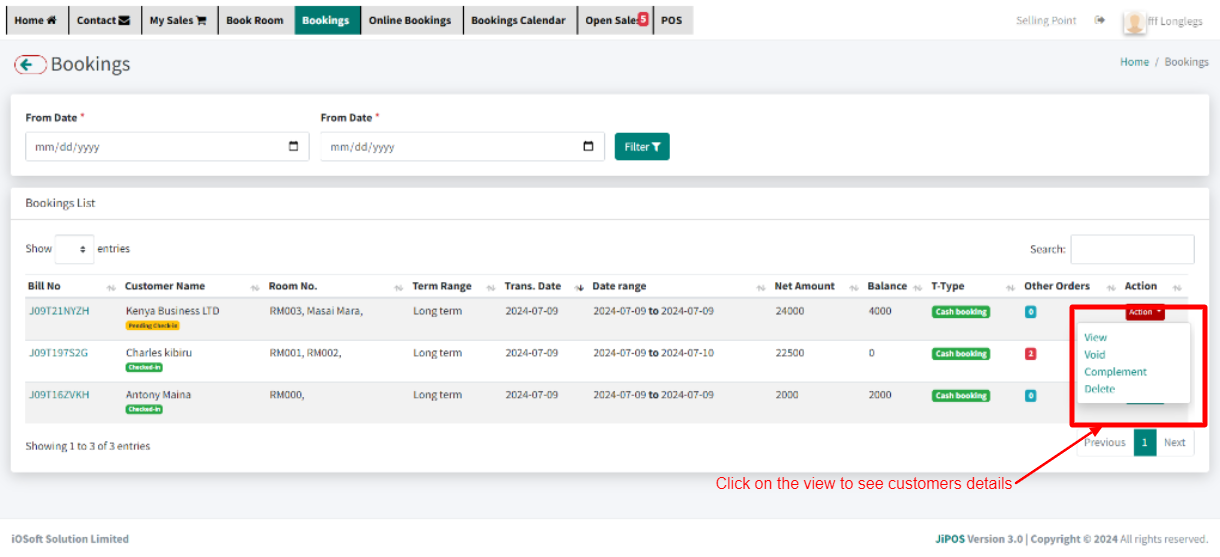 Home Contact My Sales Book Room Bookings Online Bookings Bookings Calendar Open Sales 5 POS Selling Point fff Longlegs
Bookings Home / Bookings
From Date * From Date *
mm/dd/yyyy mm/dd/yyyy Filter
Bookings List
Show entries Search:
Bill No Customer Name Room No. Term Range Trans. Date Date range Net Amount Balance T-Type Other Orders Action
J09T21NYZH Kenya Business LTD RM003, Masai Mara, Long term 2024-07-09 2024-07-09 to 2024-07-09 24000 4000 Cash booking 0 Action
Pending Check-in
View
J09T197S2G Charles kibiru RM001, RM002, Long term 2024-07-09 2024-07-09 to 2024-07-10 22500 0 Cash booking 2 Void
Checked-in
Complement
Delete
J09T16ZVKH Antony Maina RM000, Long term 2024-07-09 2024-07-09 to 2024-07-09 2000 2000 Cash booking 0
Checked-in
Showing 1 to 3 of 3 entries Previous 1 Next
Click on the view to see customers details
iOSoft Solution Limited JiPOS Version 3.0 | Copyright © 2024 All rights reserved.